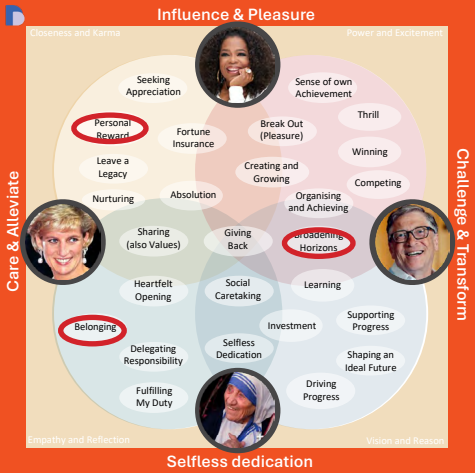 Influence & Pleasure
Closeness and Karma
Power and Excitement
Seeking
Appreciation
Sense of own
Achievement
Personal
Reward
Thrill
Fortune
Insurance
Break Out
(Pleasure)
Winning
Leave a
Legacy
Creating and
Growing
Competing
Nurturing
Absolution
Organising
and Achieving
Care & Alleviate
Challenge & Transform
Sharing
(also Values)
Giving
Back
Broadening
Horizons
Heartfelt
Opening
Social
Caretaking
Learning
Belonging
Investment
Supporting
Progress
Delegating
Responsibility
Selfless
Dedication
Shaping an
Ideal Future
Fulfilling
My Duty
Driving
Progress
Empathy and Reflection
Vision and Reason
Selfless dedication